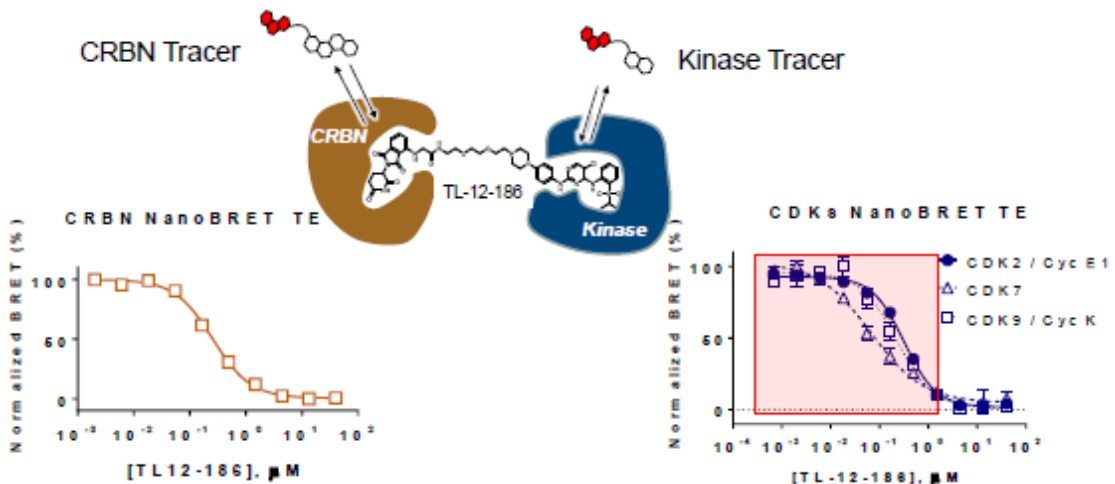 CRBN Tracer
Kinase Tracer
CRBN
TL-12-186
Kinase
CRBN NanoBRET TE
Normalized BRET (%)
100
50
0
10⁻³ 10⁻² 10⁻¹ 10⁰ 10¹ 10²
[TL12-186], μM
CDKs NanoBRET TE
Normalized BRET (%)
100
50
0
10⁻⁴ 10⁻³ 10⁻² 10⁻¹ 10⁰ 10¹ 10²
[TL-12-186], μM
CDK2 / Cyc E1
CDK7
CDK9 / Cyc K